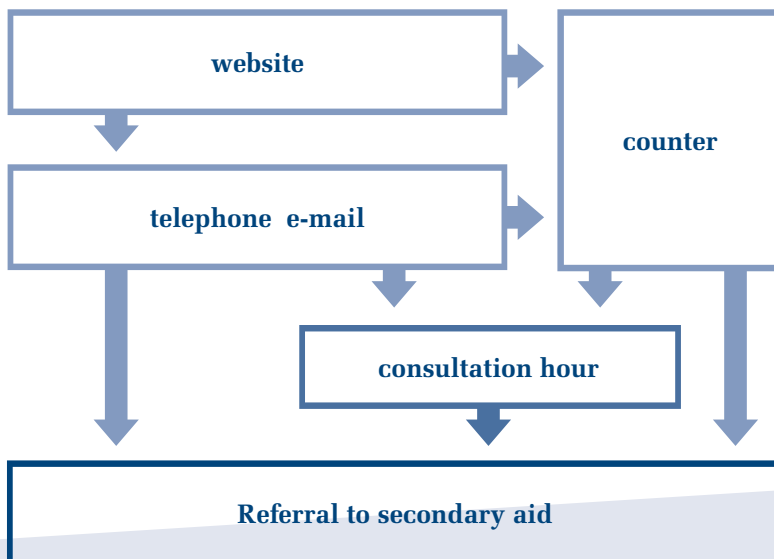 website
counter
telephone e-mail
consultation hour
Referral to secondary aid